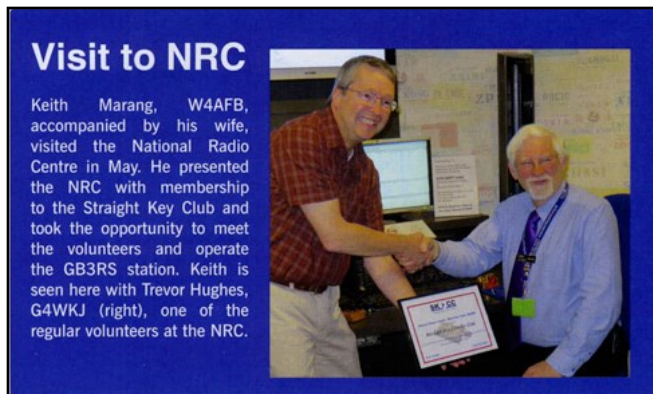 Visit to NRC
Keith Marang, W4AFB,
accompanied by his wife,
visited the National Radio
Centre in May. He presented
the NRC with membership
to the Straight Key Club and
took the opportunity to meet
the volunteers and operate
the GB3RS station. Keith is
seen here with Trevor Hughes,
G4WKJ (right), one of the
regular volunteers at the NRC.
SKCC